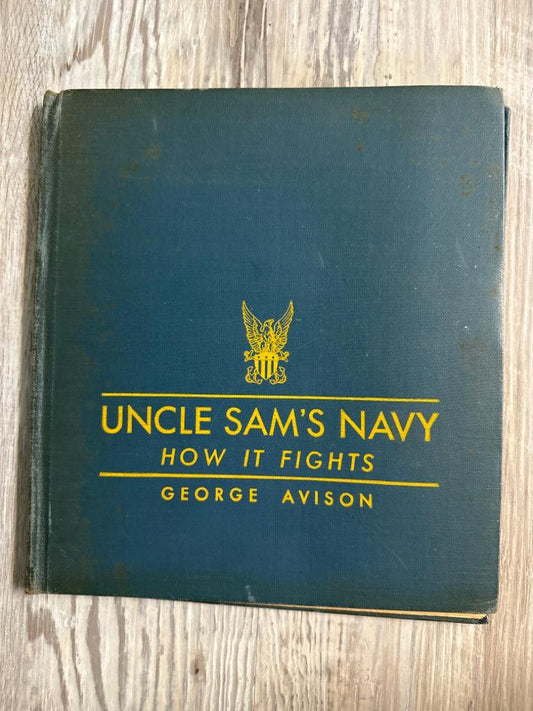 UNCLE SAM'S NAVY
HOW IT FIGHTS
GEORGE AVISON